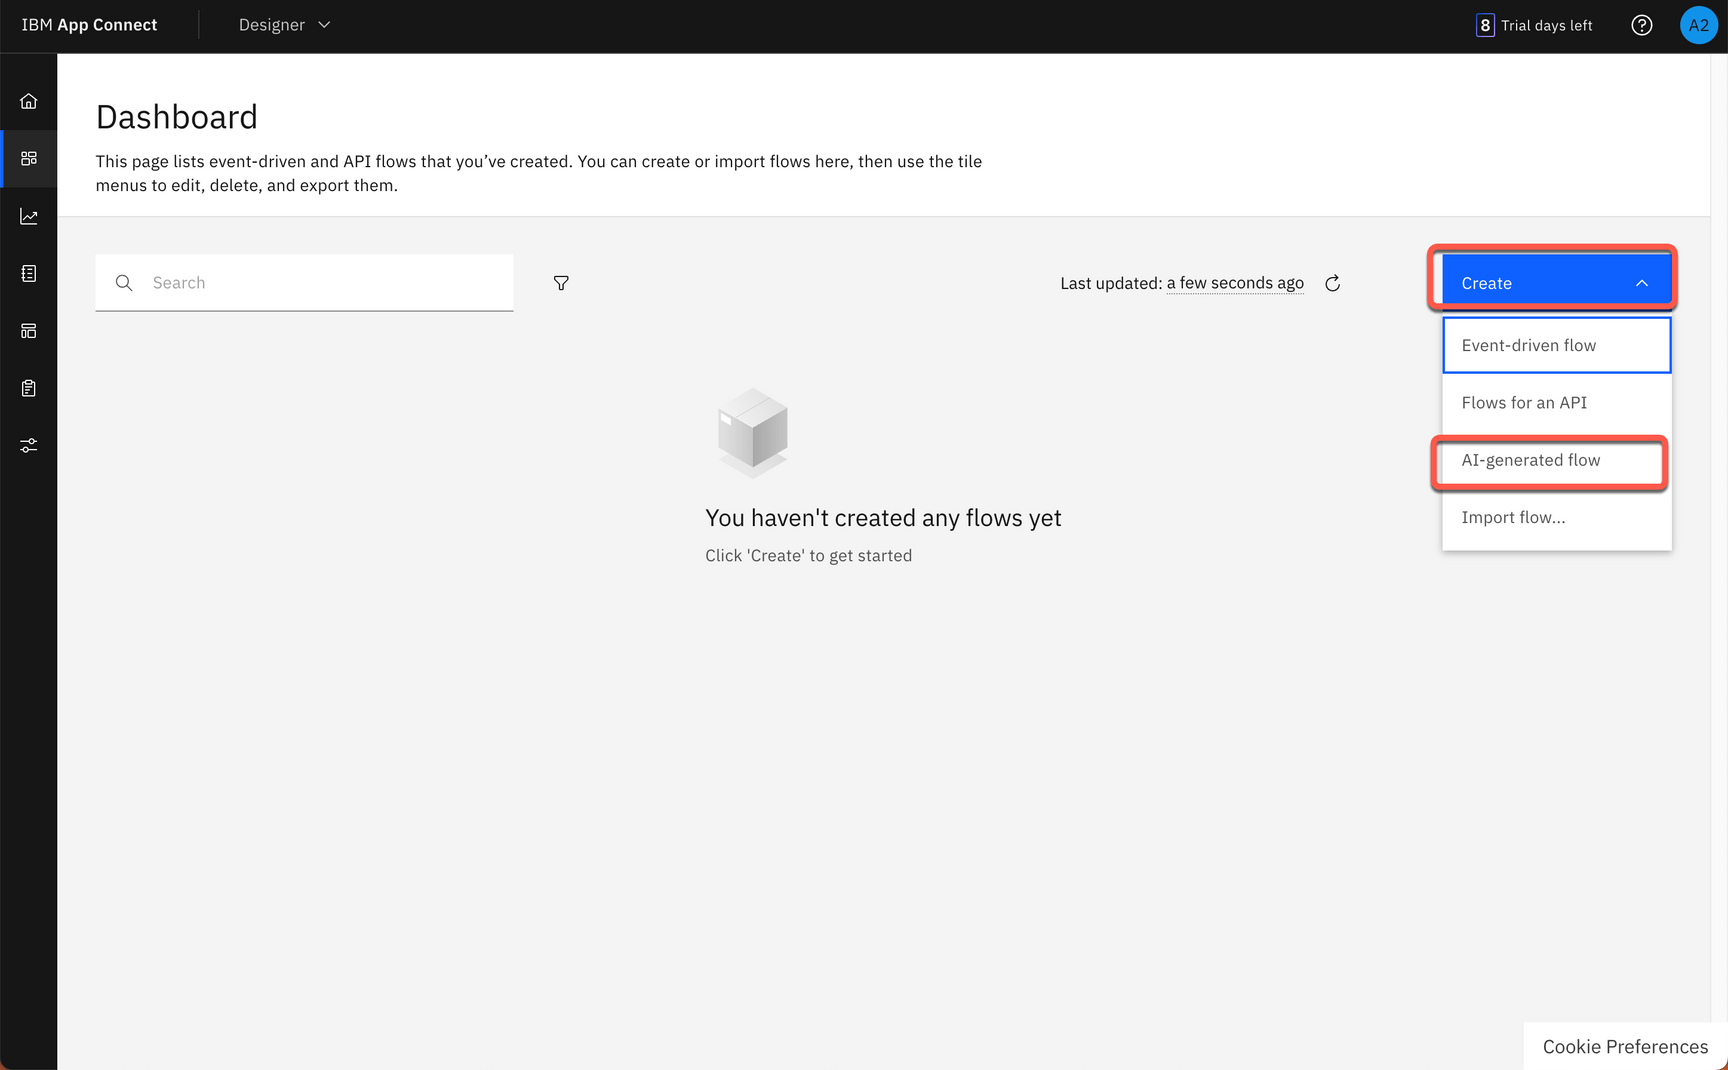 IBM App Connect
Designer
8 Trial days left
A2
Dashboard
This page lists event-driven and API flows that you’ve created. You can create or import flows here, then use the tile
menus to edit, delete, and export them.
Search
Last updated: a few seconds ago
Create
Event-driven flow
Flows for an API
AI-generated flow
Import flow...
You haven't created any flows yet
Click 'Create' to get started
Cookie Preferences